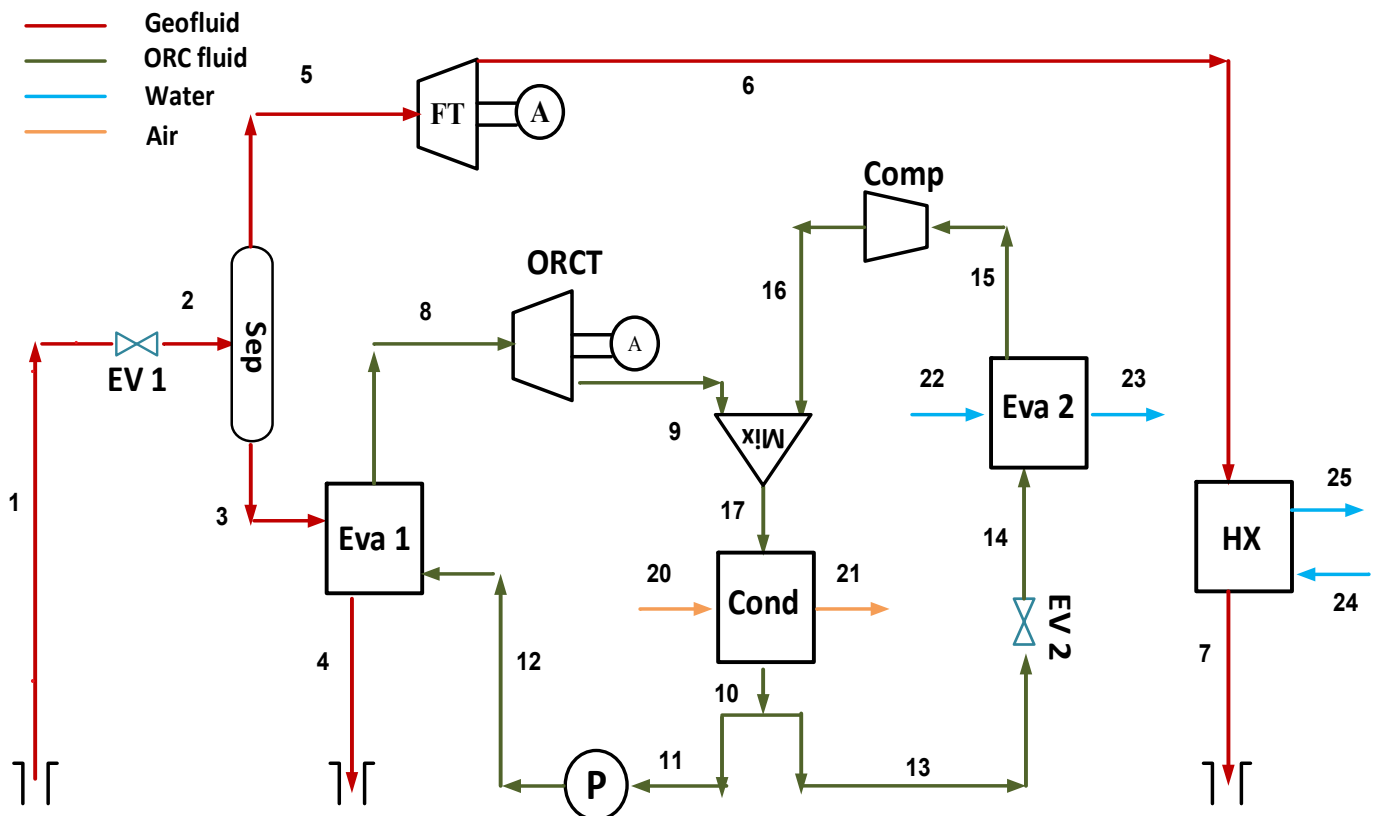 Geofluid
ORC fluid
Water
Air
5
6
FT
A
Comp
ORCT
2
Sep
EV 1
8
16
15
A
9
Mix
22
Eva 2
23
1
3
Eva 1
17
14
25
HX
20
Cond
21
EV 2
24
4
12
10
7
11
13
P